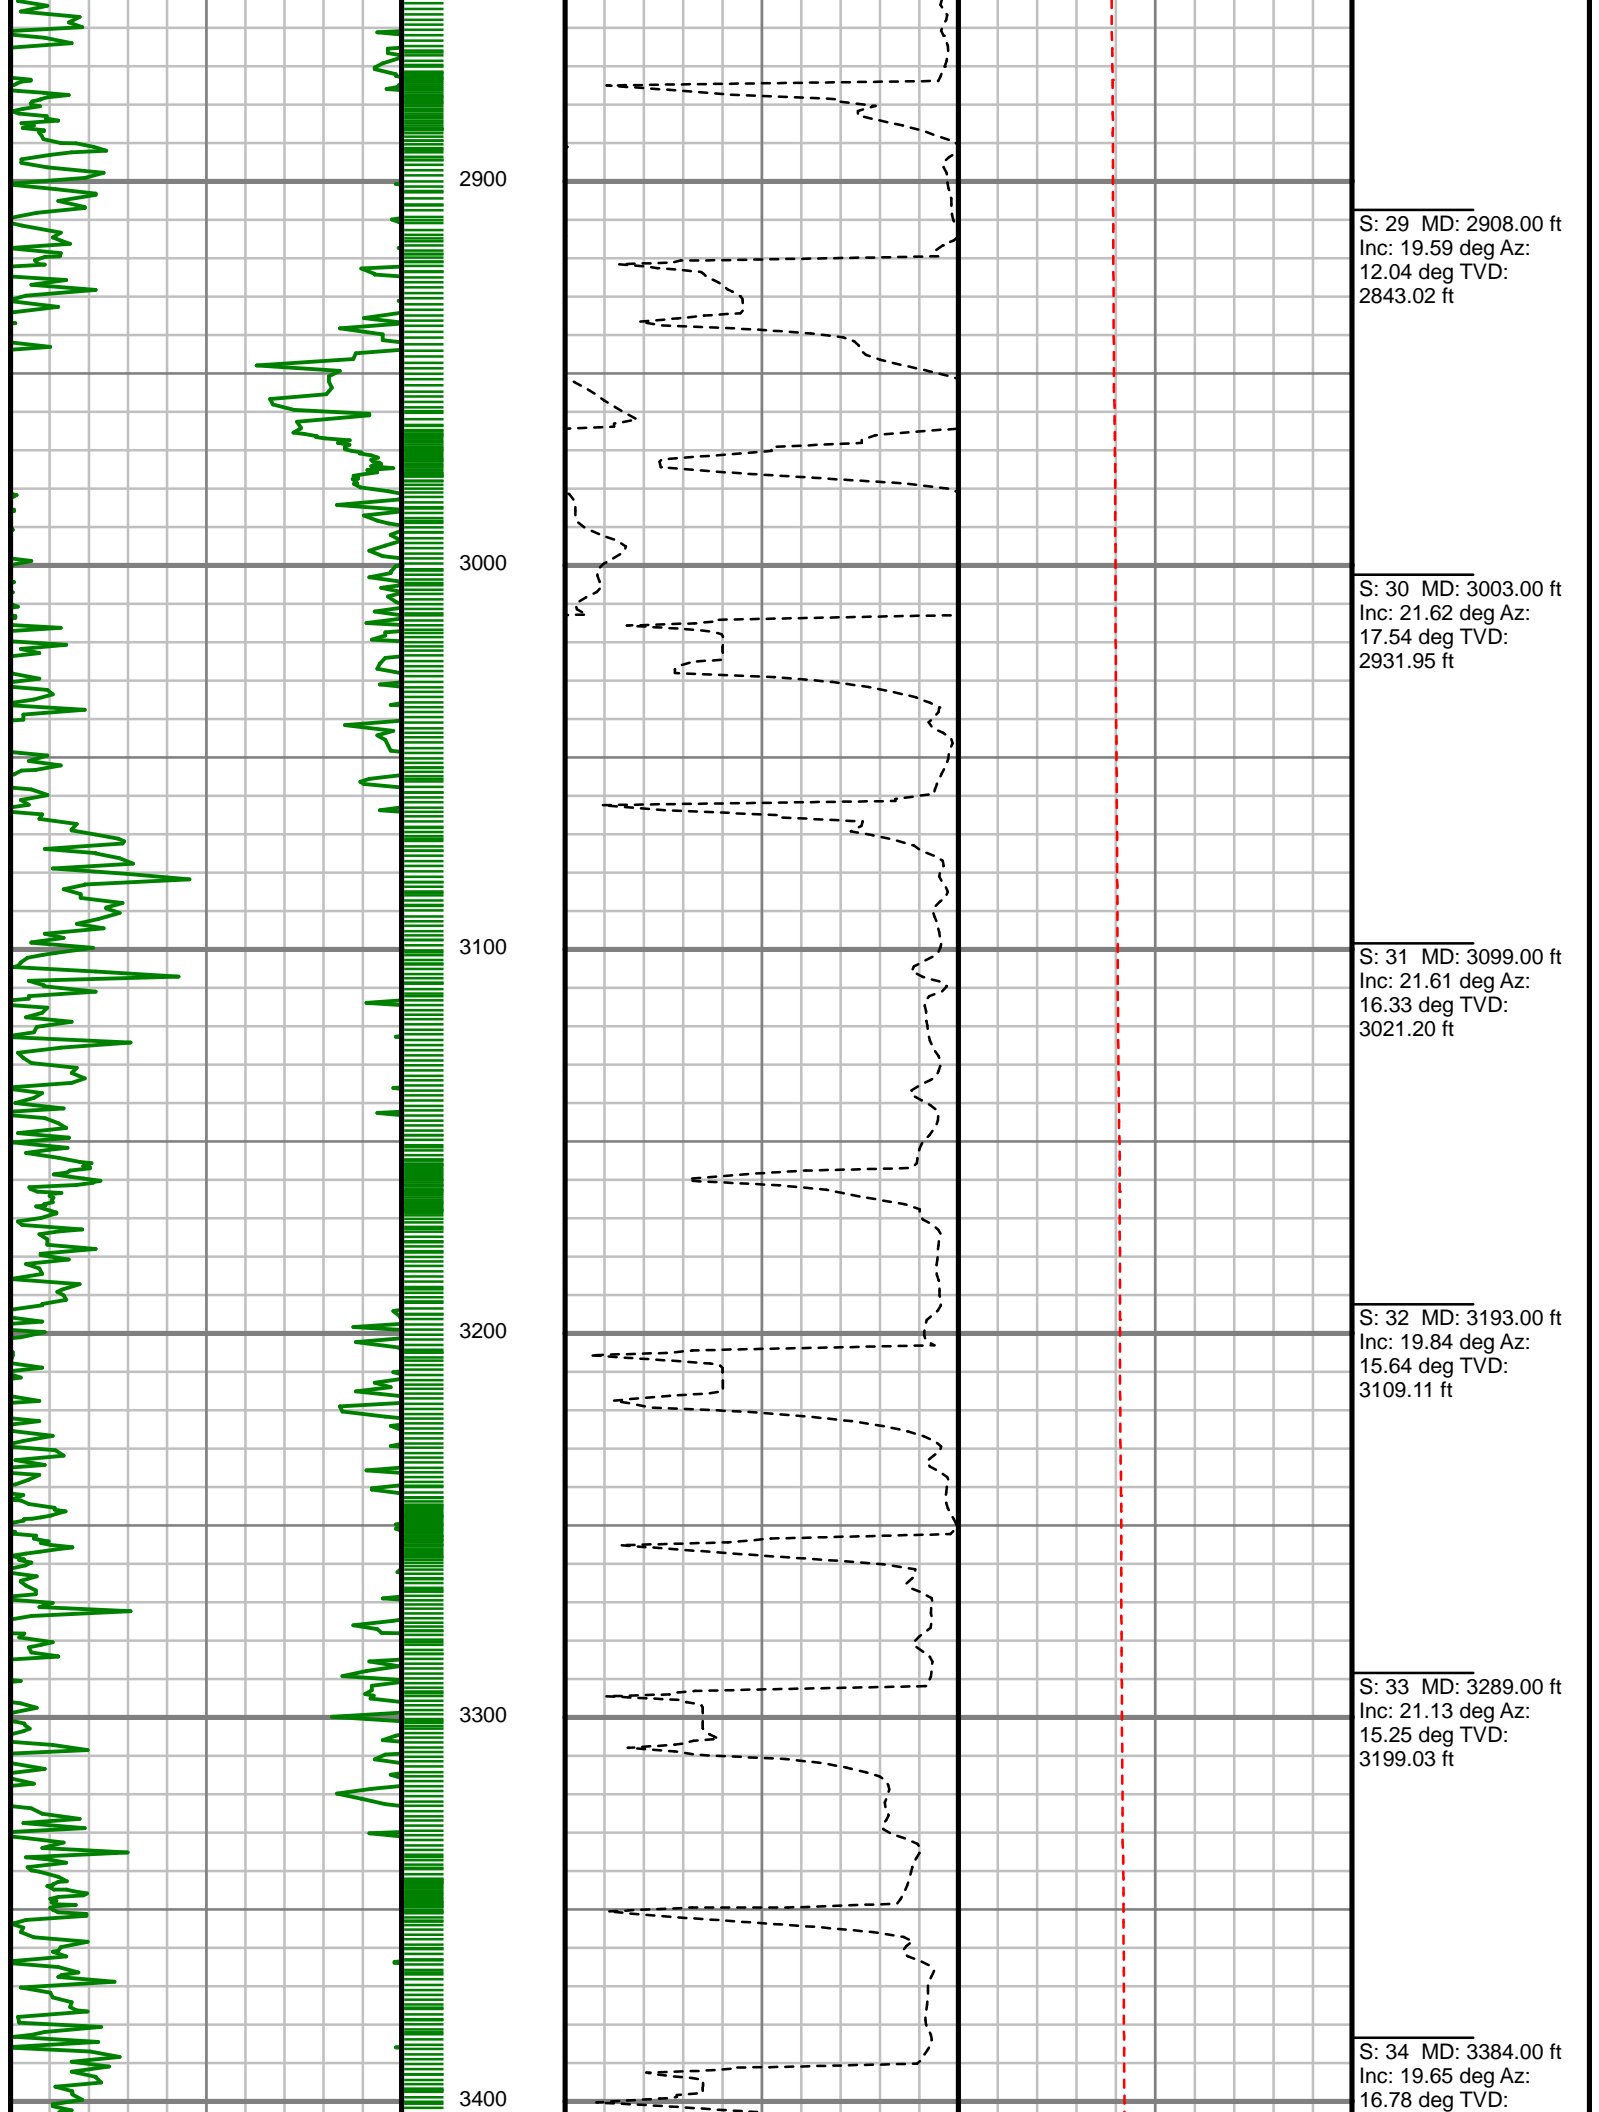 2900
S: 29 MD: 2908.00 ft
Inc: 19.59 deg Az:
12.04 deg TVD:
2843.02 ft
3000
S: 30 MD: 3003.00 ft
Inc: 21.62 deg Az:
17.54 deg TVD:
2931.95 ft
3100
S: 31 MD: 3099.00 ft
Inc: 21.61 deg Az:
16.33 deg TVD:
3021.20 ft
3200
S: 32 MD: 3193.00 ft
Inc: 19.84 deg Az:
15.64 deg TVD:
3109.11 ft
3300
S: 33 MD: 3289.00 ft
Inc: 21.13 deg Az:
15.25 deg TVD:
3199.03 ft
S: 34 MD: 3384.00 ft
Inc: 19.65 deg Az:
16.78 deg TVD:
3400